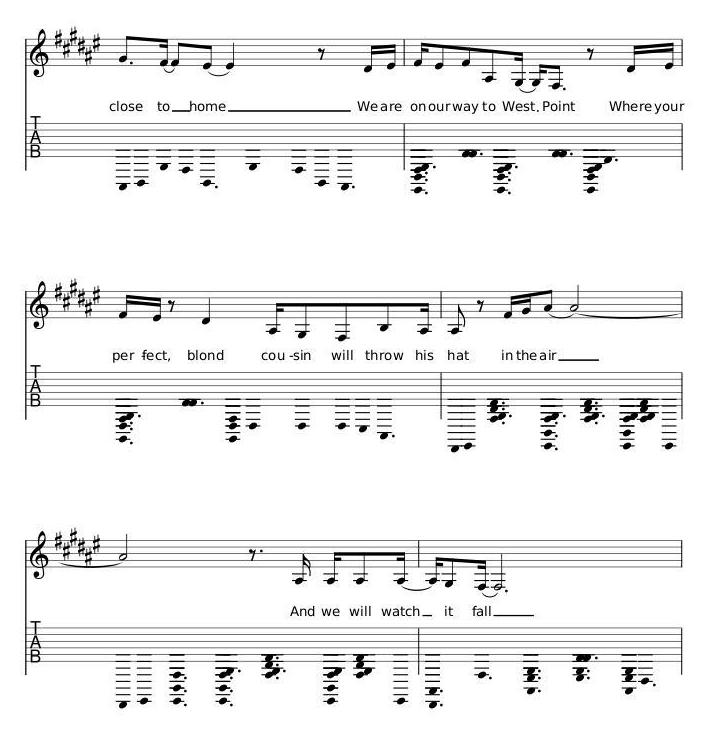 close to home We are on our way to West Point Where your
T
A
B
per -fect, blond cou -sin will throw his hat in the air
T
A
B
And we will watch it fall
T
A
B